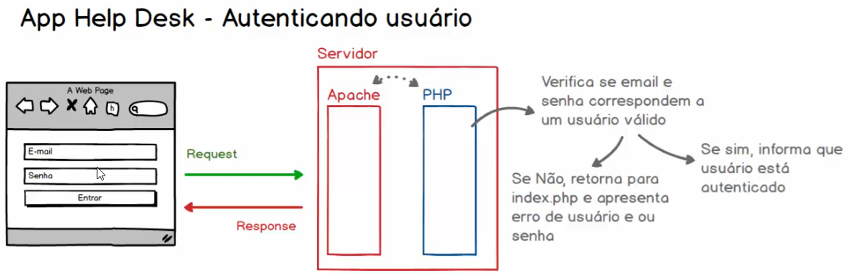 App Help Desk - Autenticando usuário
Servidor
A Web Page
h
Apache
PHP
E-mail
Senha
Entrar
Request
Response
Verifica se email e
senha correspondem a
um usuário válido
Se Não, retorna para
index.php e apresenta
erro de usuário e ou
senha
Se sim, informa que
usuário está
autenticado